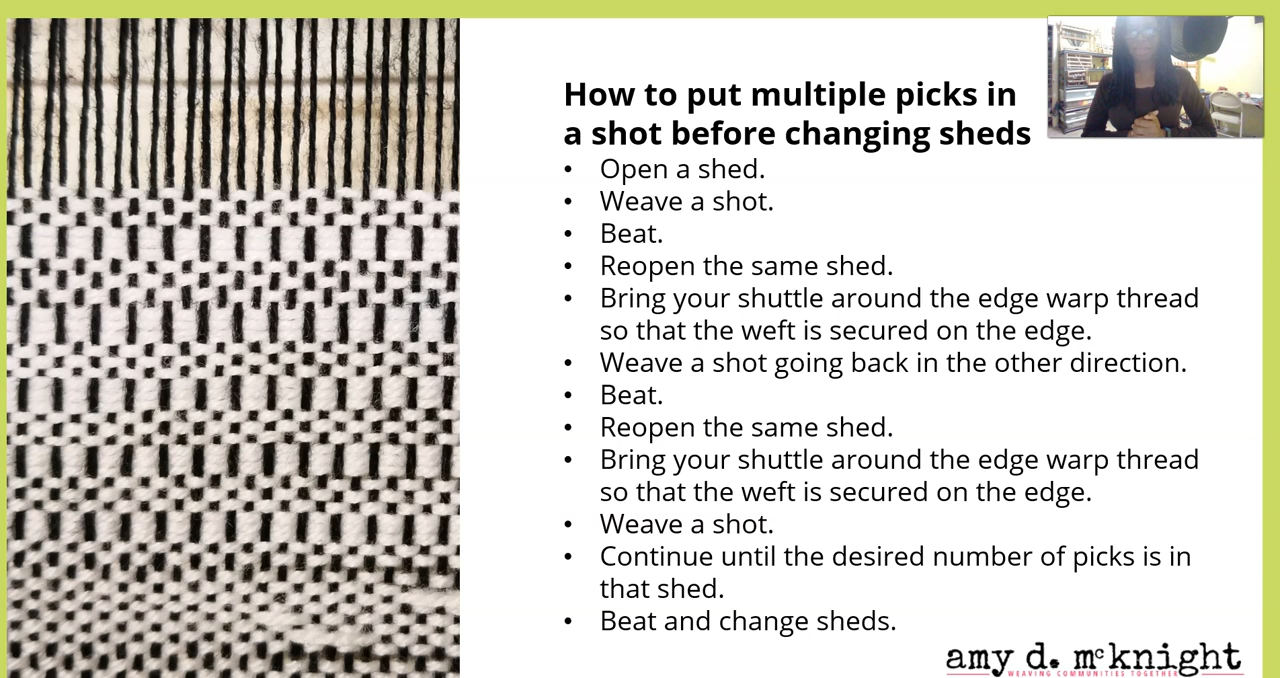 How to put multiple picks in
a shot before changing sheds
• Open a shed.
• Weave a shot.
• Beat.
• Reopen the same shed.
• Bring your shuttle around the edge warp thread
so that the weft is secured on the edge.
• Weave a shot going back in the other direction.
• Beat.
• Reopen the same shed.
• Bring your shuttle around the edge warp thread
so that the weft is secured on the edge.
• Weave a shot.
• Continue until the desired number of picks is in
that shed.
• Beat and change sheds.
amy d. mcknight
WEAVING COMMUNITIES TOGETHER